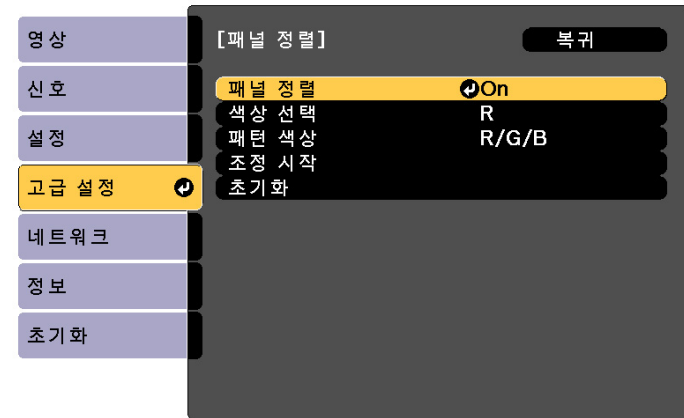 영상
신호
설정
고급 설정
네트워크
정보
초기화
[패널 정렬] 복귀
패널 정렬 On
색상 선택 R
패턴 색상 R/G/B
조정 시작
초기화